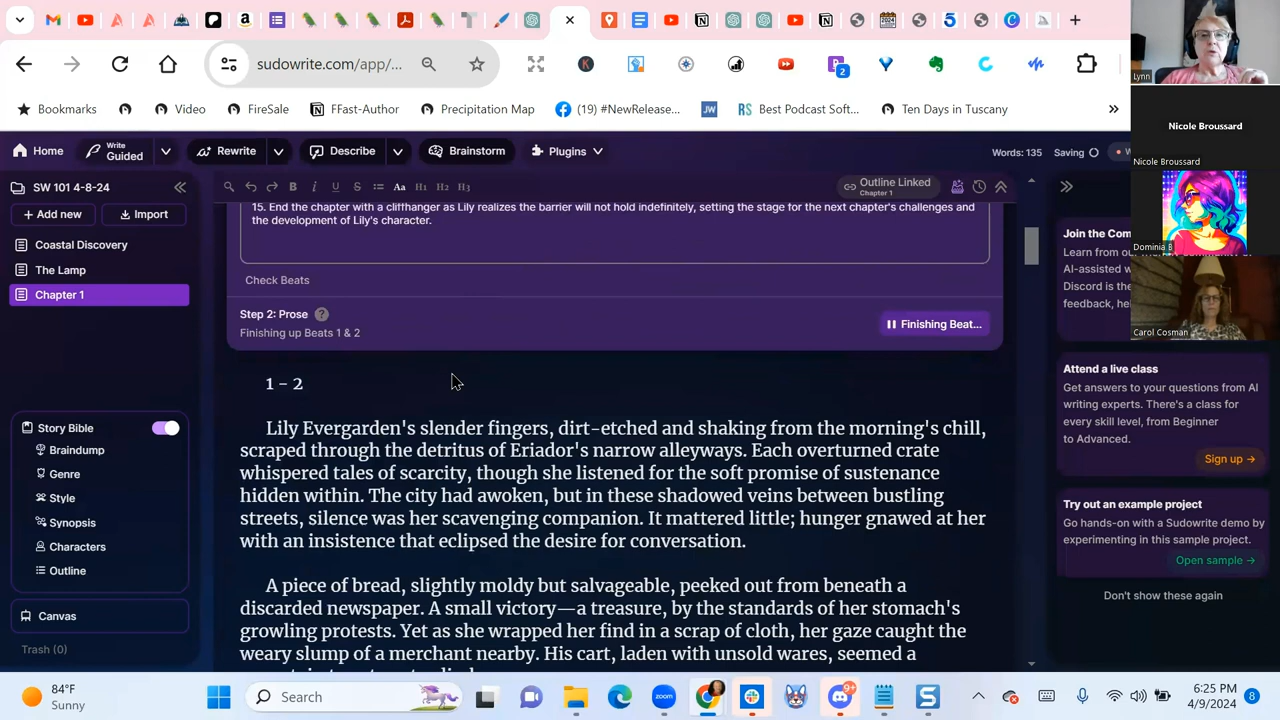 sudowrite.com/app/...
2
Lynn
Bookmarks
Video
FireSale
FFast-Author
Precipitation Map
(19) #NewRelease...
JW
RS Best Podcast Soft...
Ten Days in Tuscany
»
Nicole Broussard
Nicole Broussard
Home
Write Guided
Rewrite
Describe
Brainstorm
Plugins
Words: 135
Saving
SW 101 4-8-24
B I U S Aa H1 H2 H3
Outline Linked
Chapter 1
+ Add new
Import
15. End the chapter with a cliffhanger as Lily realizes the barrier will not hold indefinitely, setting the stage for the next chapter's challenges and
the development of Lily's character.
Coastal Discovery
The Lamp
Chapter 1
Check Beats
Step 2: Prose ?
Finishing up Beats 1 & 2
Finishing Beat...
Join the Com
Learn from our
AI-assisted w
Discord is the
feedback, he
Dominia B
Carol Cosman
1 – 2
Lily Evergarden's slender fingers, dirt-etched and shaking from the morning's chill,
scraped through the detritus of Eriador's narrow alleyways. Each overturned crate
whispered tales of scarcity, though she listened for the soft promise of sustenance
hidden within. The city had awoken, but in these shadowed veins between bustling
streets, silence was her scavenging companion. It mattered little; hunger gnawed at her
with an insistence that eclipsed the desire for conversation.
A piece of bread, slightly moldy but salvageable, peeked out from beneath a
discarded newspaper. A small victory—a treasure, by the standards of her stomach's
growling protests. Yet as she wrapped her find in a scrap of cloth, her gaze caught the
weary slump of a merchant nearby. His cart, laden with unsold wares, seemed a
Attend a live class
Get answers to your questions from AI
writing experts. There's a class for
every skill level, from Beginner
to Advanced.
Sign up →
Try out an example project
Go hands-on with a Sudowrite demo by
experimenting in this sample project.
Open sample →
Don't show these again
Story Bible
Braindump
Genre
Style
Synopsis
Characters
Outline
Canvas
Trash (0)
84°F
Sunny
Search
zoom
9+
6:25 PM
4/9/2024
8